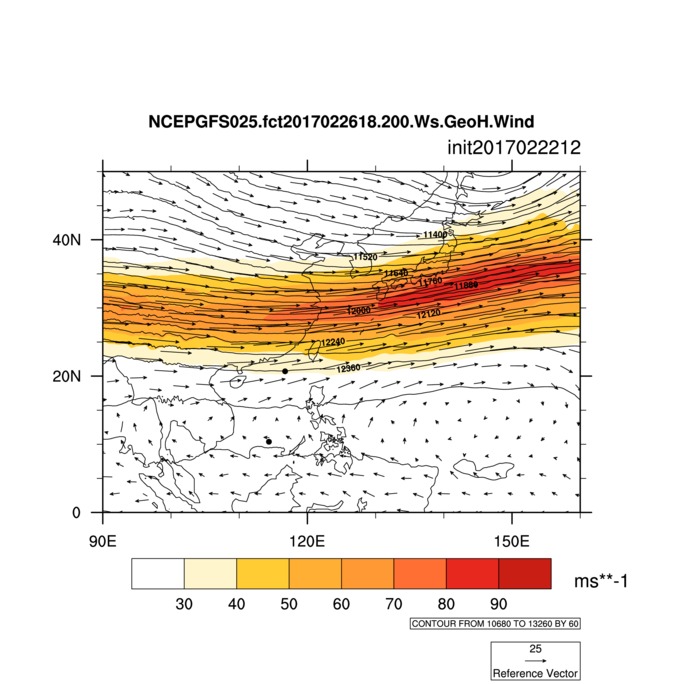 NCEPGFS025.fct2017022618.200.Ws.GeoH.Wind
init2017022212
40N
20N
0
90E 120E 150E
11400
11520
11640
11760
11880
12000
12120
12240
12360
30 40 50 60 70 80 90
ms**-1
CONTOUR FROM 10680 TO 13260 BY 60
25
Reference Vector